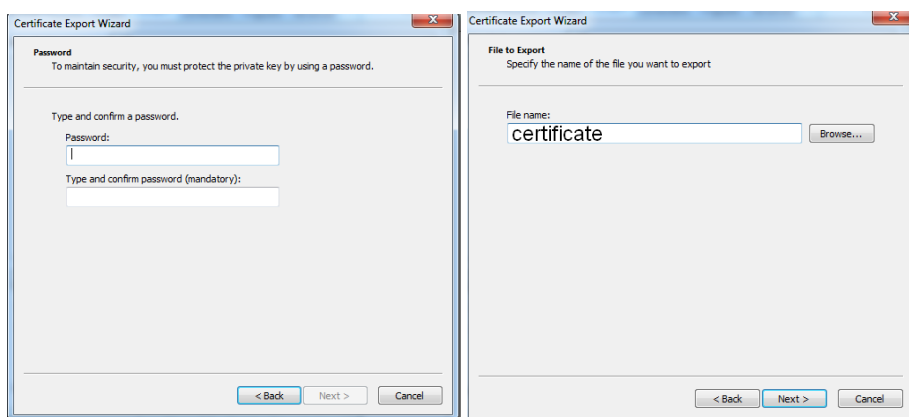 Certificate Export Wizard
Password
To maintain security, you must protect the private key by using a password.
Type and confirm a password.
Password:
Type and confirm password (mandatory):
< Back
Next >
Cancel
Certificate Export Wizard
File to Export
Specify the name of the file you want to export
File name:
certificate
Browse...
< Back
Next >
Cancel